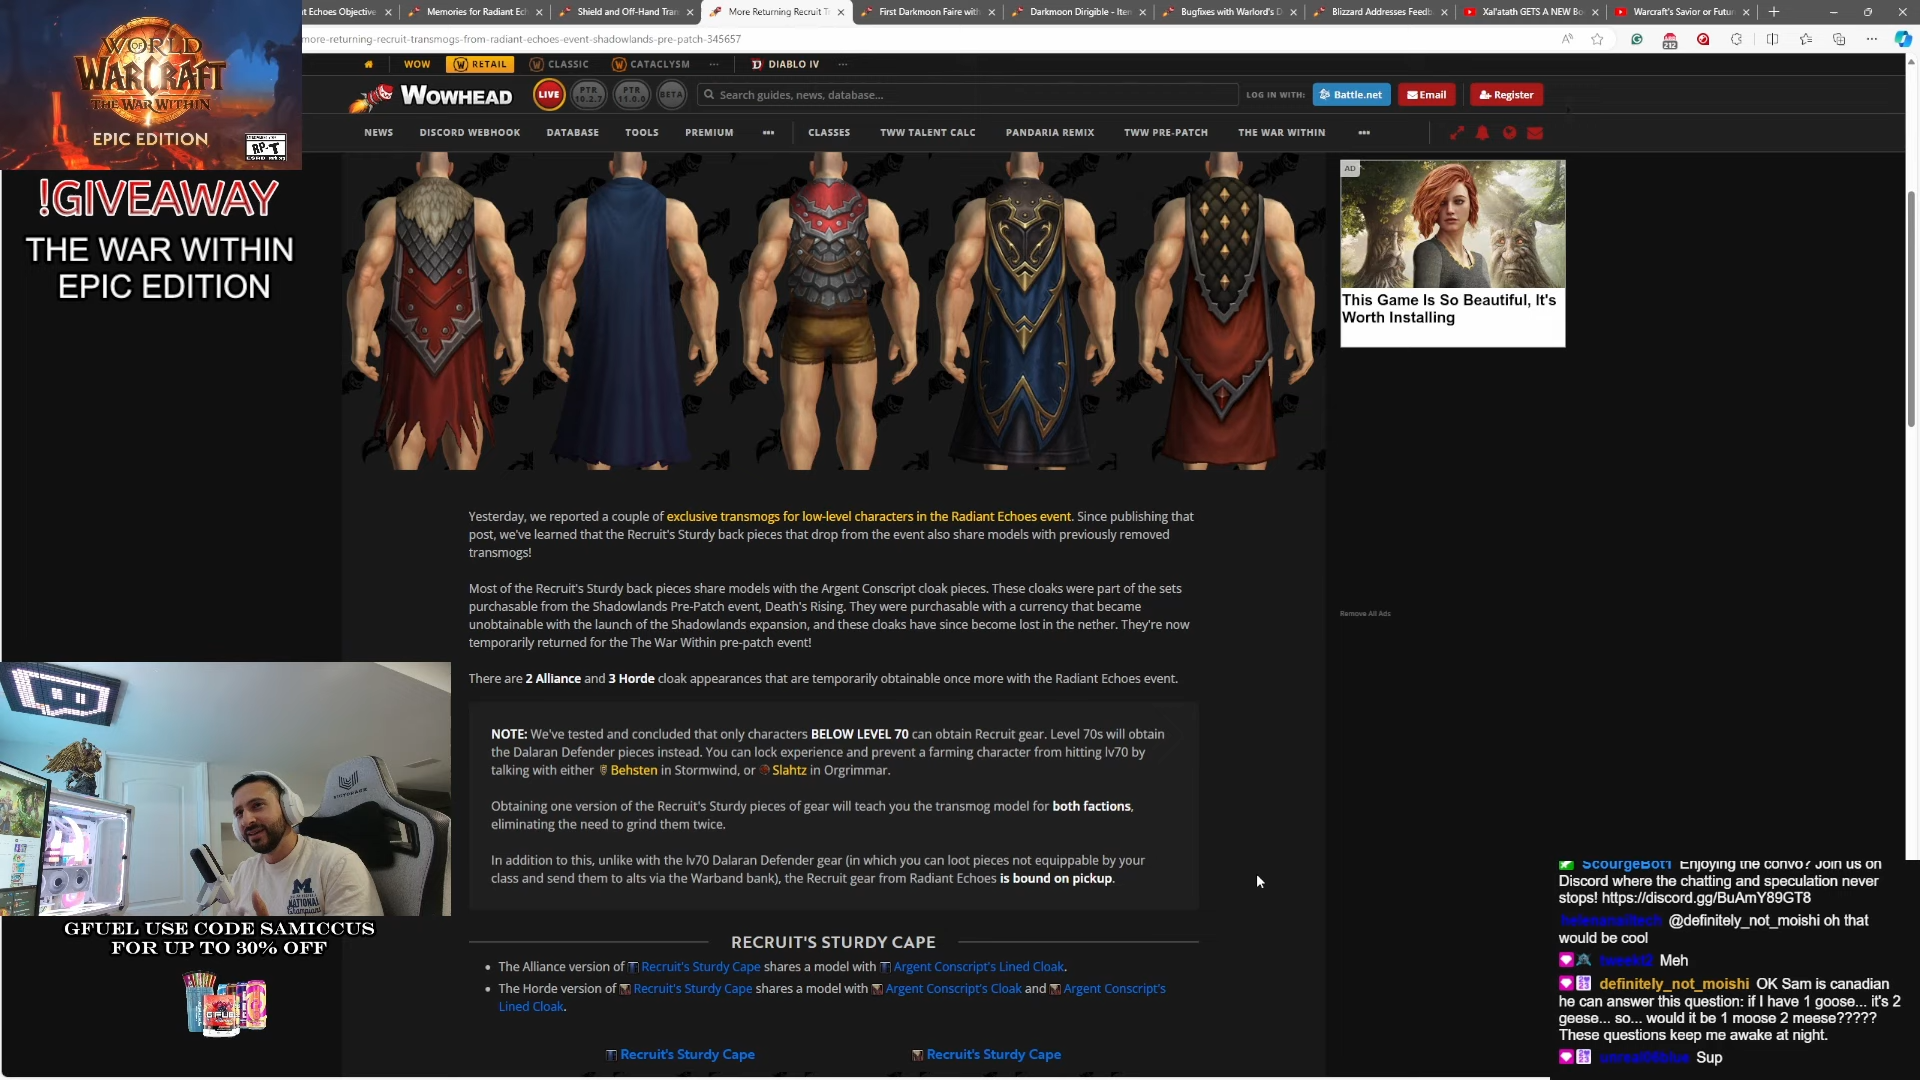 t Echoes Objective
Memories for Radiant Ech
Shield and Off-Hand Tran
More Returning Recruit Tr
First Darkmoon Faire with
Darkmoon Dirigible - Item
Bugfixes with Warlord's D
Blizzard Addresses Feedb
Xal'atath GETS A NEW Bo
Warcraft's Savior or Futur
more-returning-recruit-transmogs-from-radiant-echoes-event-shadowlands-pre-patch-345657
WORLD OF WARCRAFT
THE WAR WITHIN
EPIC EDITION
RP-T
!GIVEAWAY
THE WAR WITHIN
EPIC EDITION
WOW
RETAIL
CLASSIC
CATACLYSM
DIABLO IV
WOWHEAD
LIVE
PTR 10.2.7
PTR 11.0.0
BETA
Search guides, news, database...
LOG IN WITH:
Battle.net
Email
Register
NEWS
DISCORD WEBHOOK
DATABASE
TOOLS
PREMIUM
CLASSES
TWW TALENT CALC
PANDARIA REMIX
TWW PRE-PATCH
THE WAR WITHIN
AD
This Game Is So Beautiful, It's
Worth Installing
Remove All Ads
Yesterday, we reported a couple of exclusive transmogs for low-level characters in the Radiant Echoes event. Since publishing that
post, we've learned that the Recruit's Sturdy back pieces that drop from the event also share models with previously removed
transmogs!
Most of the Recruit's Sturdy back pieces share models with the Argent Conscript cloak pieces. These cloaks were part of the sets
purchasable from the Shadowlands Pre-Patch event, Death's Rising. They were purchasable with a currency that became
unobtainable with the launch of the Shadowlands expansion, and these cloaks have since become lost in the nether. They're now
temporarily returned for the The War Within pre-patch event!
There are 2 Alliance and 3 Horde cloak appearances that are temporarily obtainable once more with the Radiant Echoes event.
NOTE: We've tested and concluded that only characters BELOW LEVEL 70 can obtain Recruit gear. Level 70s will obtain
the Dalaran Defender pieces instead. You can lock experience and prevent a farming character from hitting lv70 by
talking with either Behsten in Stormwind, or Slahtz in Orgrimmar.
Obtaining one version of the Recruit's Sturdy pieces of gear will teach you the transmog model for both factions,
eliminating the need to grind them twice.
In addition to this, unlike with the lv70 Dalaran Defender gear (in which you can loot pieces not equippable by your
class and send them to alts via the Warband bank), the Recruit gear from Radiant Echoes is bound on pickup.
RECRUIT'S STURDY CAPE
• The Alliance version of Recruit's Sturdy Cape shares a model with Argent Conscript's Lined Cloak.
• The Horde version of Recruit's Sturdy Cape shares a model with Argent Conscript's Cloak and Argent Conscript's
Lined Cloak.
Recruit's Sturdy Cape
Recruit's Sturdy Cape
M
NATIONAL
GFUEL USE CODE SAMICCUS
FOR UP TO 30% OFF
ScourgeBot1 Enjoying the convo? Join us on
Discord where the chatting and speculation never
stops! https://discord.gg/BuAmY89GT8
@definitely_not_moishi oh that
would be cool
Meh
definitely_not_moishi OK Sam is canadian
he can answer this question: if I have 1 goose... it's 2
geese... so... would it be 1 moose 2 meese?????
These questions keep me awake at night.
Sup